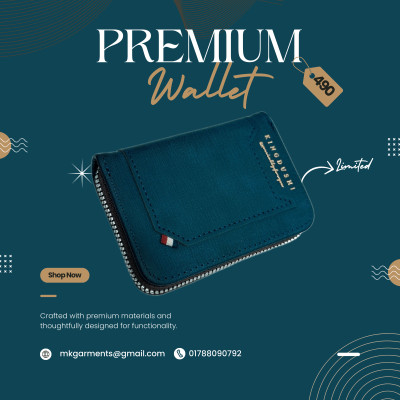 PREMIUM
Wallet
490
KINGDUSHI
Limited
Shop Now
Crafted with premium materials and
thoughtfully designed for functionality.
mkgarments@gmail.com
01788090792